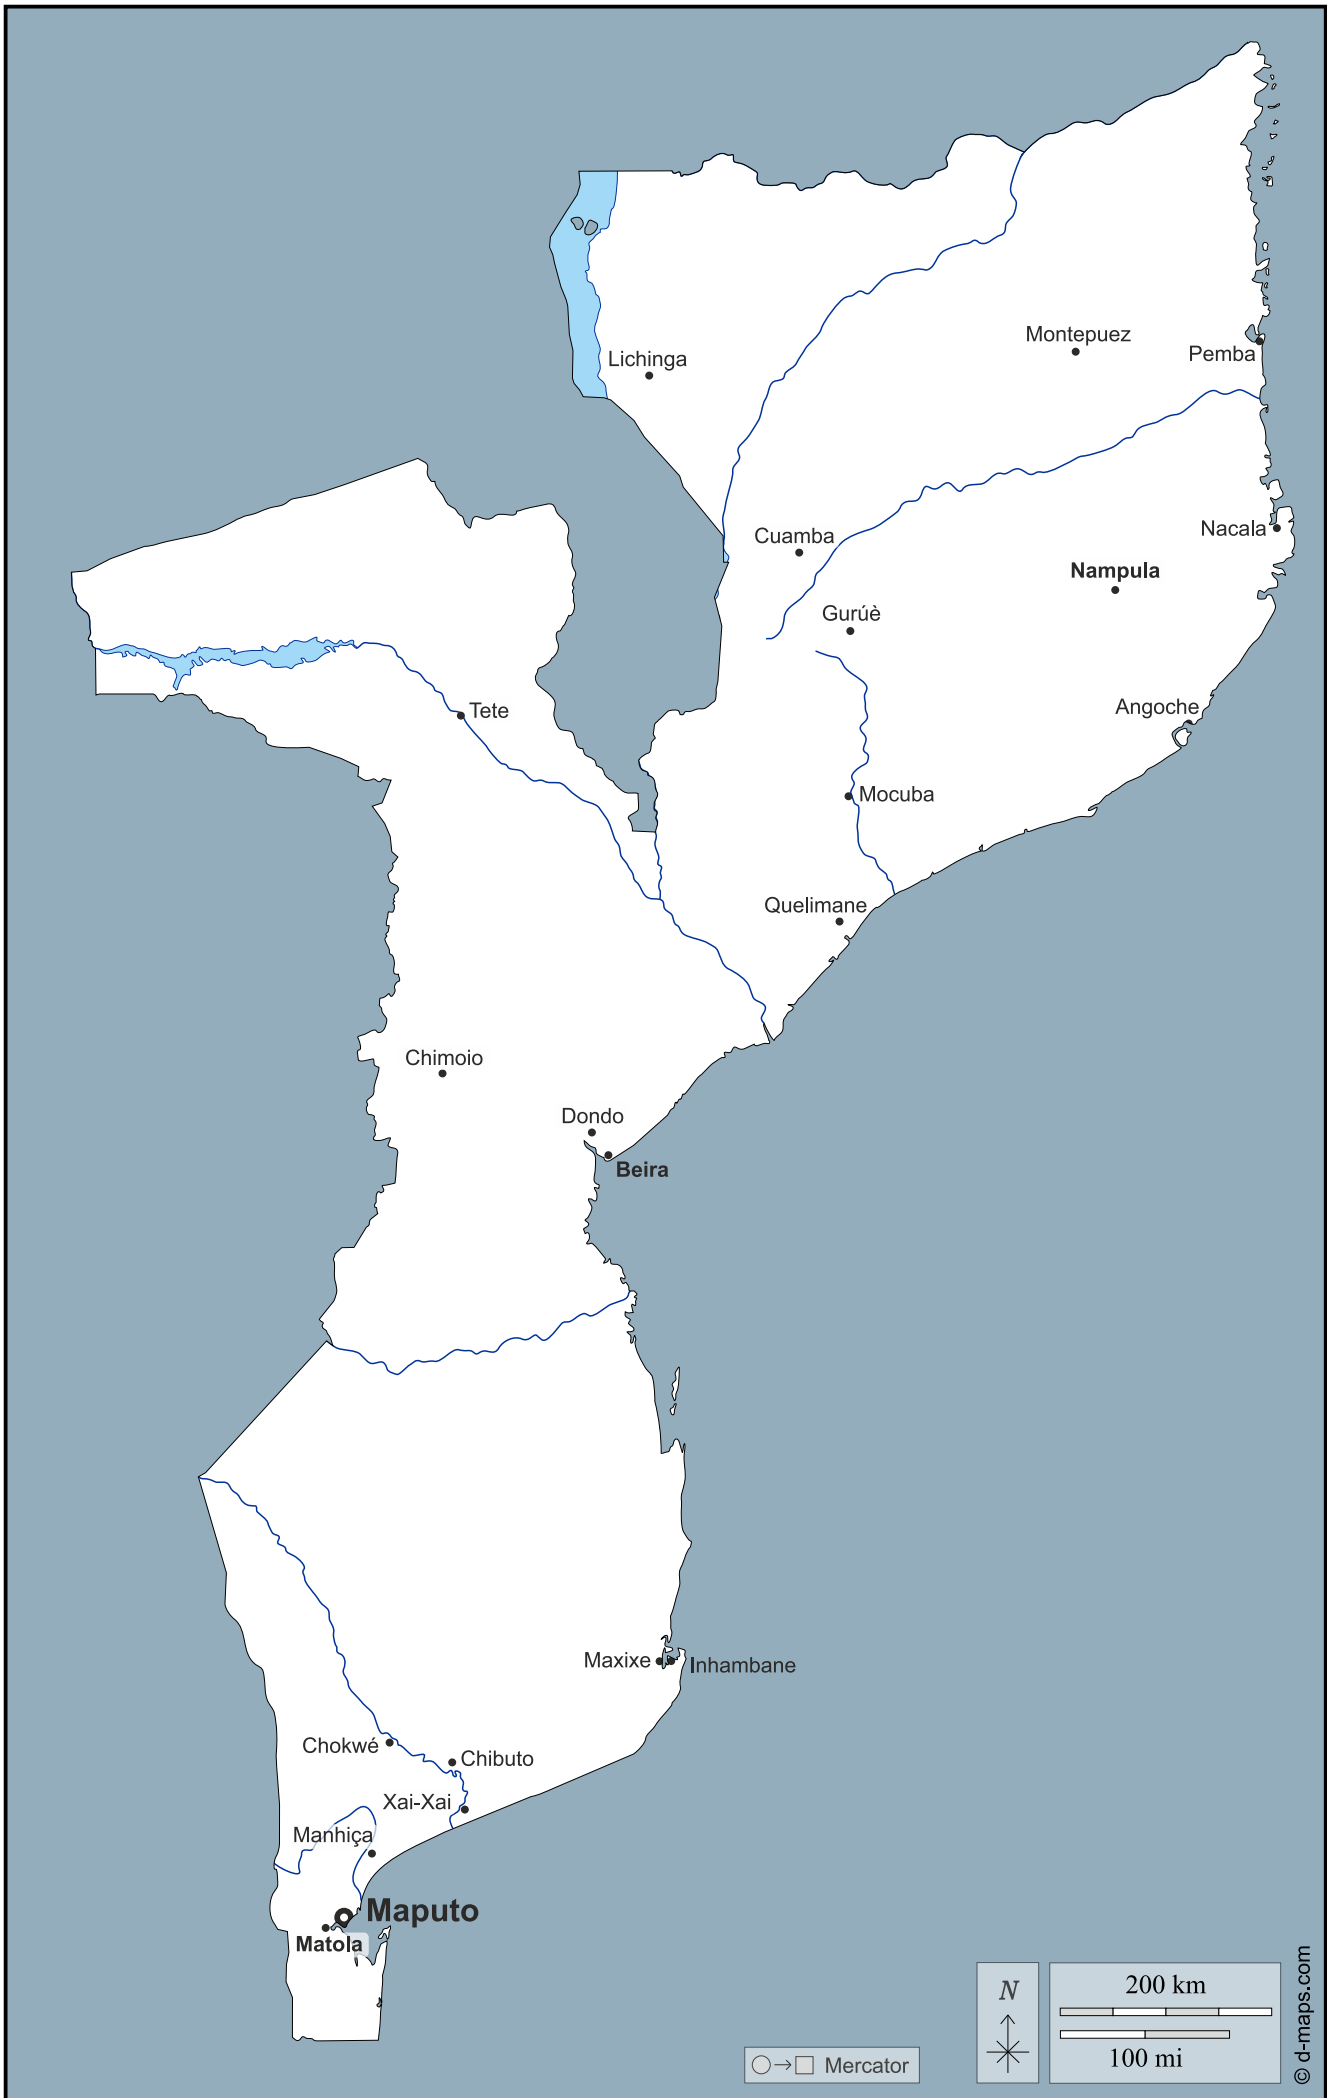 Montepuez
Pemba
Lichinga
Nacala
Cuamba
Nampula
Gurúè
Angoche
Tete
Mocuba
Quelimane
Chimoio
Dondo
Beira
Maxixe
Inhambane
Chokwé
Chibuto
Xai-Xai
Manhiça
Maputo
Matola
N
200 km
100 mi
Mercator
© d-maps.com